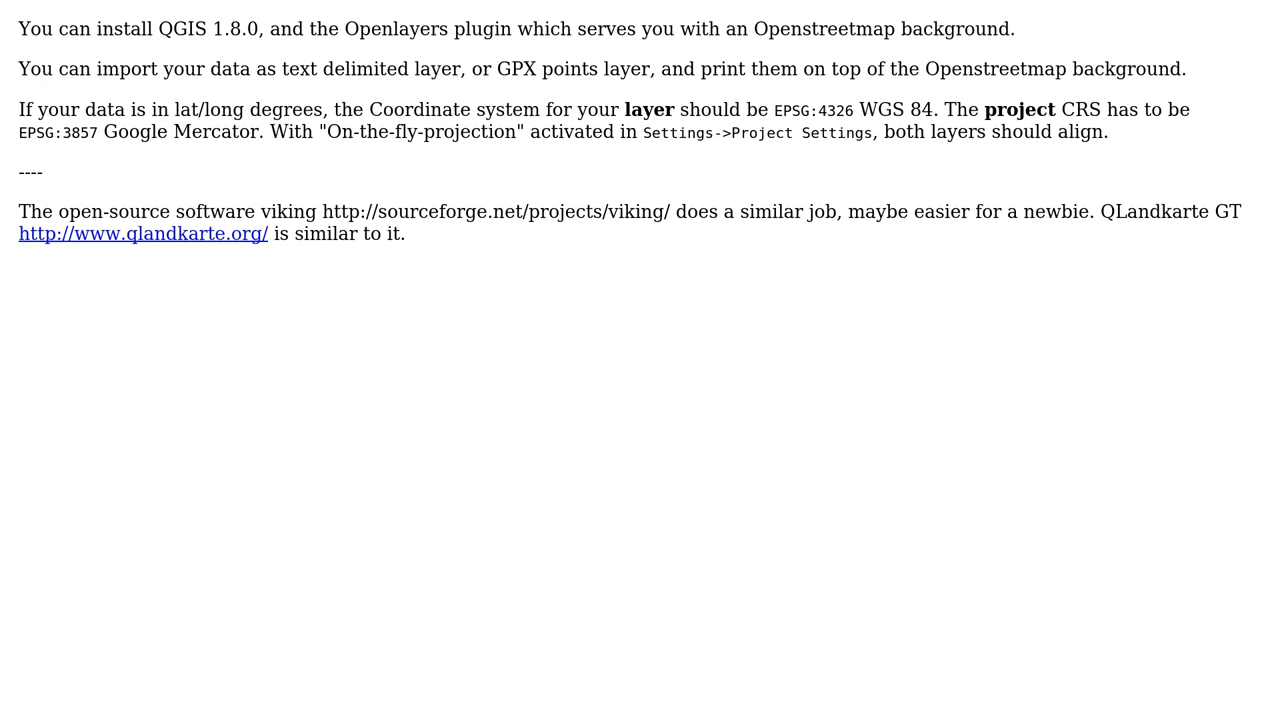 You can install QGIS 1.8.0, and the Openlayers plugin which serves you with an Openstreetmap background.
You can import your data as text delimited layer, or GPX points layer, and print them on top of the Openstreetmap background.
If your data is in lat/long degrees, the Coordinate system for your layer should be EPSG:4326 WGS 84. The project CRS has to be
EPSG:3857 Google Mercator. With "On-the-fly-projection" activated in Settings->Project Settings, both layers should align.
----
The open-source software viking http://sourceforge.net/projects/viking/ does a similar job, maybe easier for a newbie. QLandkarte GT
http://www.qlandkarte.org/ is similar to it.